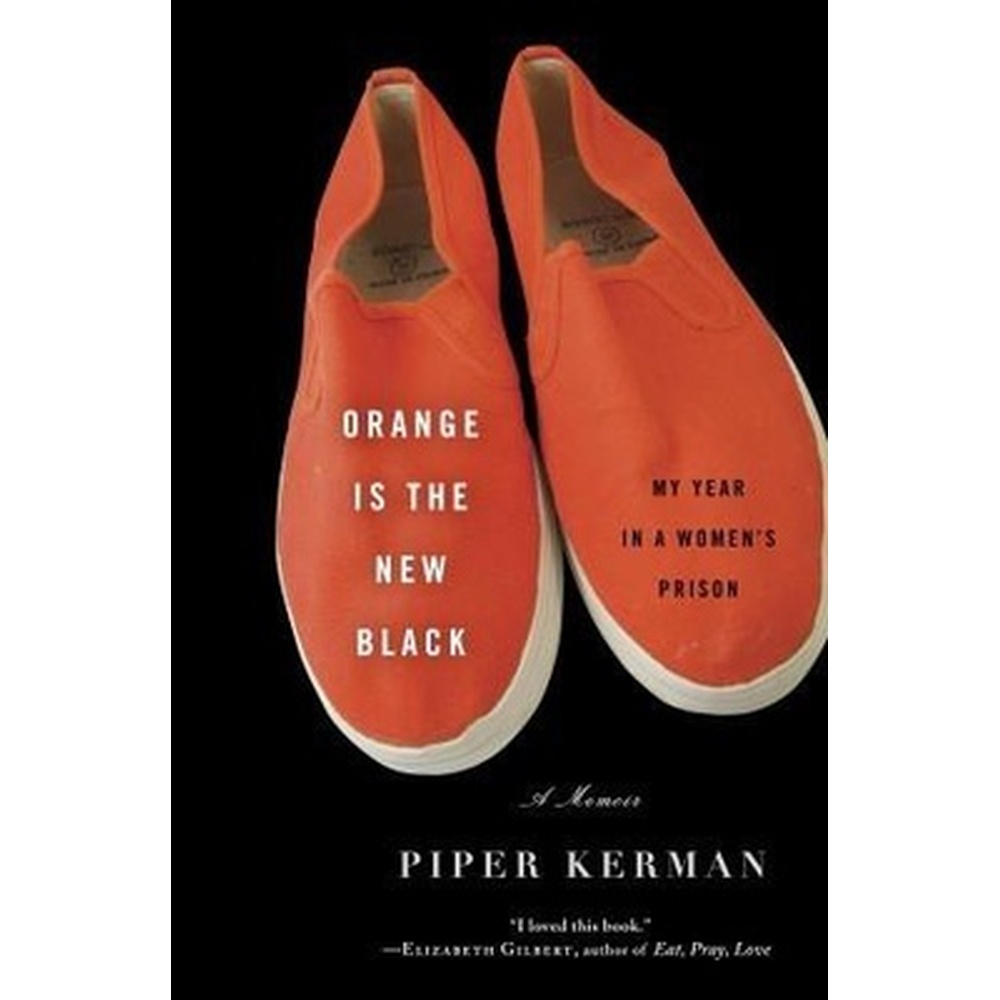 ORANGE
IS THE
NEW
BLACK
MY YEAR
IN A WOMEN'S
PRISON
A Memoir
PIPER KERMAN
"I loved this book."
—ELIZABETH GILBERT, author of Eat, Pray, Love